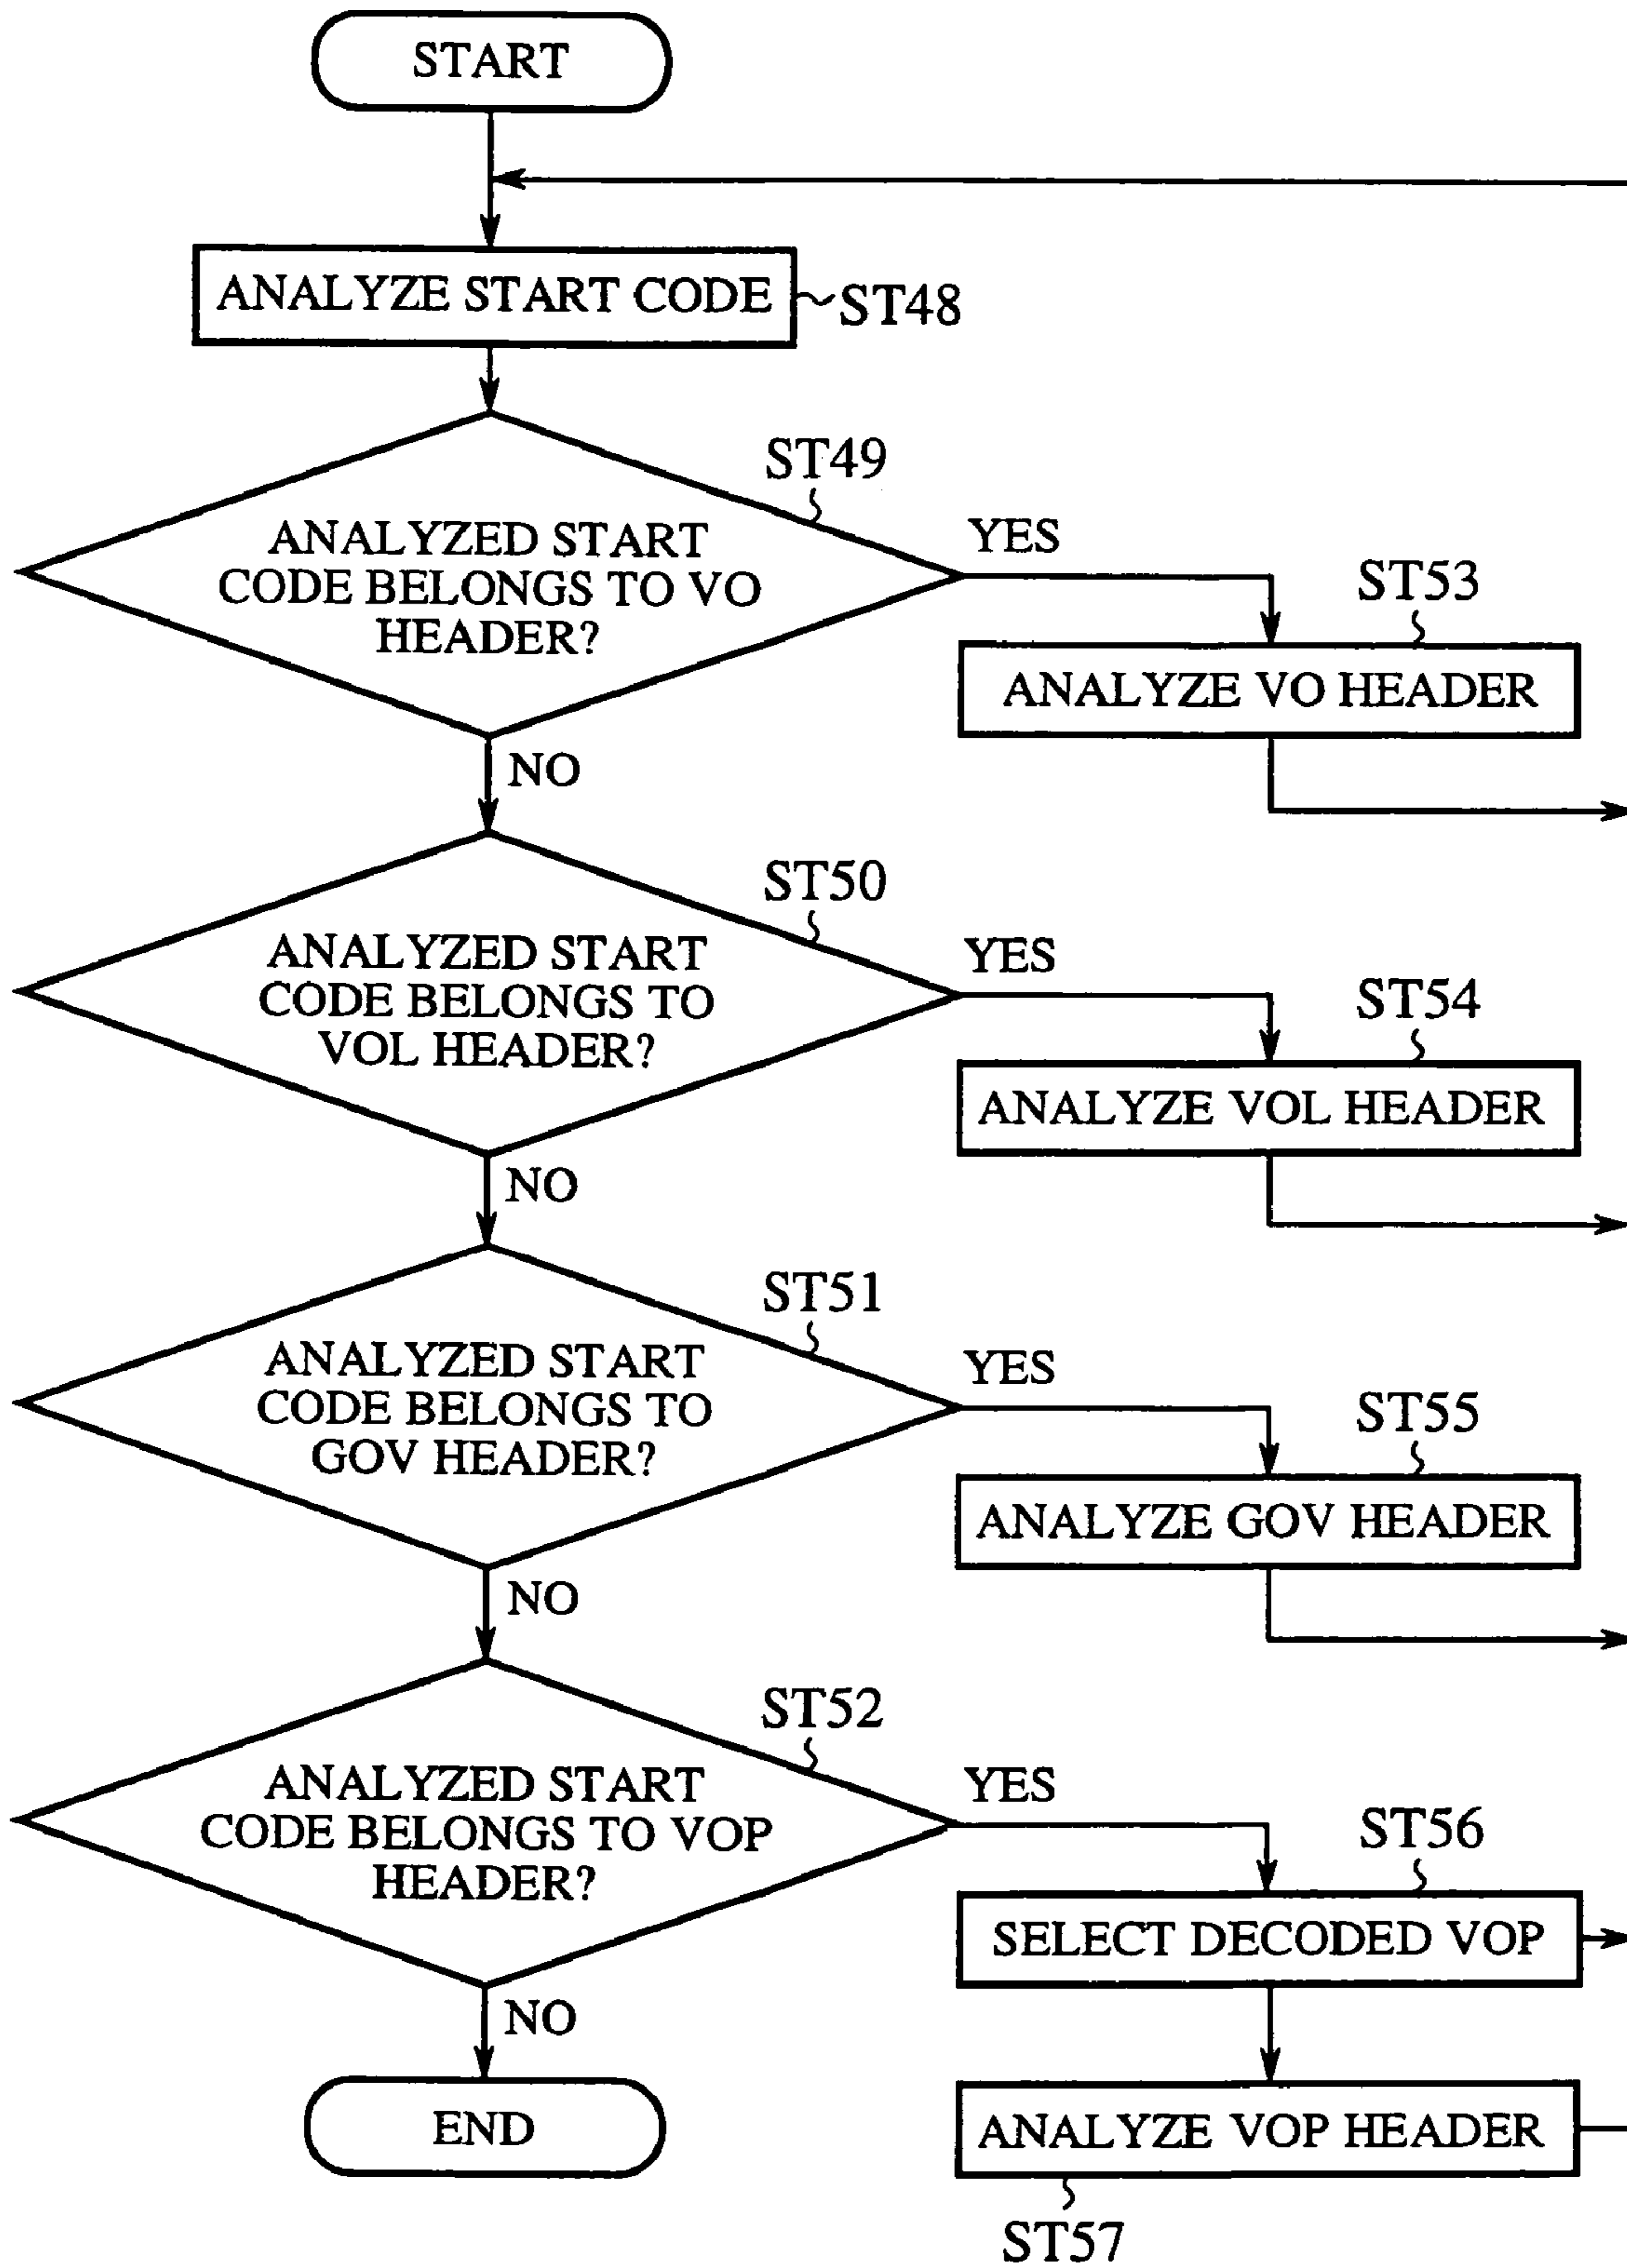 START
ANALYZE START CODE
ST48
ST49
ANALYZED START
CODE BELONGS TO VO
HEADER?
YES
ST53
ANALYZE VO HEADER
NO
ST50
ANALYZED START
CODE BELONGS TO
VOL HEADER?
YES
ST54
ANALYZE VOL HEADER
NO
ST51
ANALYZED START
CODE BELONGS TO
GOV HEADER?
YES
ST55
ANALYZE GOV HEADER
NO
ST52
ANALYZED START
CODE BELONGS TO VOP
HEADER?
YES
ST56
SELECT DECODED VOP
NO
END
ANALYZE VOP HEADER
ST57